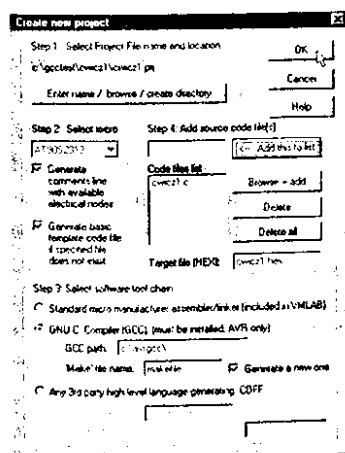 Create new project
Step 1: Select Project File name and location
OK
c:\gcctest\cwicz1\cwicz1.prj
Cancel
Enter name / browse / create directory
Help
Step 2: Select micro
Step 4: Add source code file(s)
AT90S2313
<-- Add this to list
Generate
comments line
with available
electrical nodes
Code files list
cwicz1.c
Browse + add
Delete
Generate basic
template code file
if specified file
does not exist
Delete all
Target file (HEX):
cwicz1.hex
Step 3: Select software tool chain
Standard micro manufacturer assembler/linker (included in VMLAB)
GNU C Compiler (GCC), (must be installed, AVR only)
GCC path:
'Make' file name:
makefile
Generate a new one
Any 3rd party high level language generating COFF